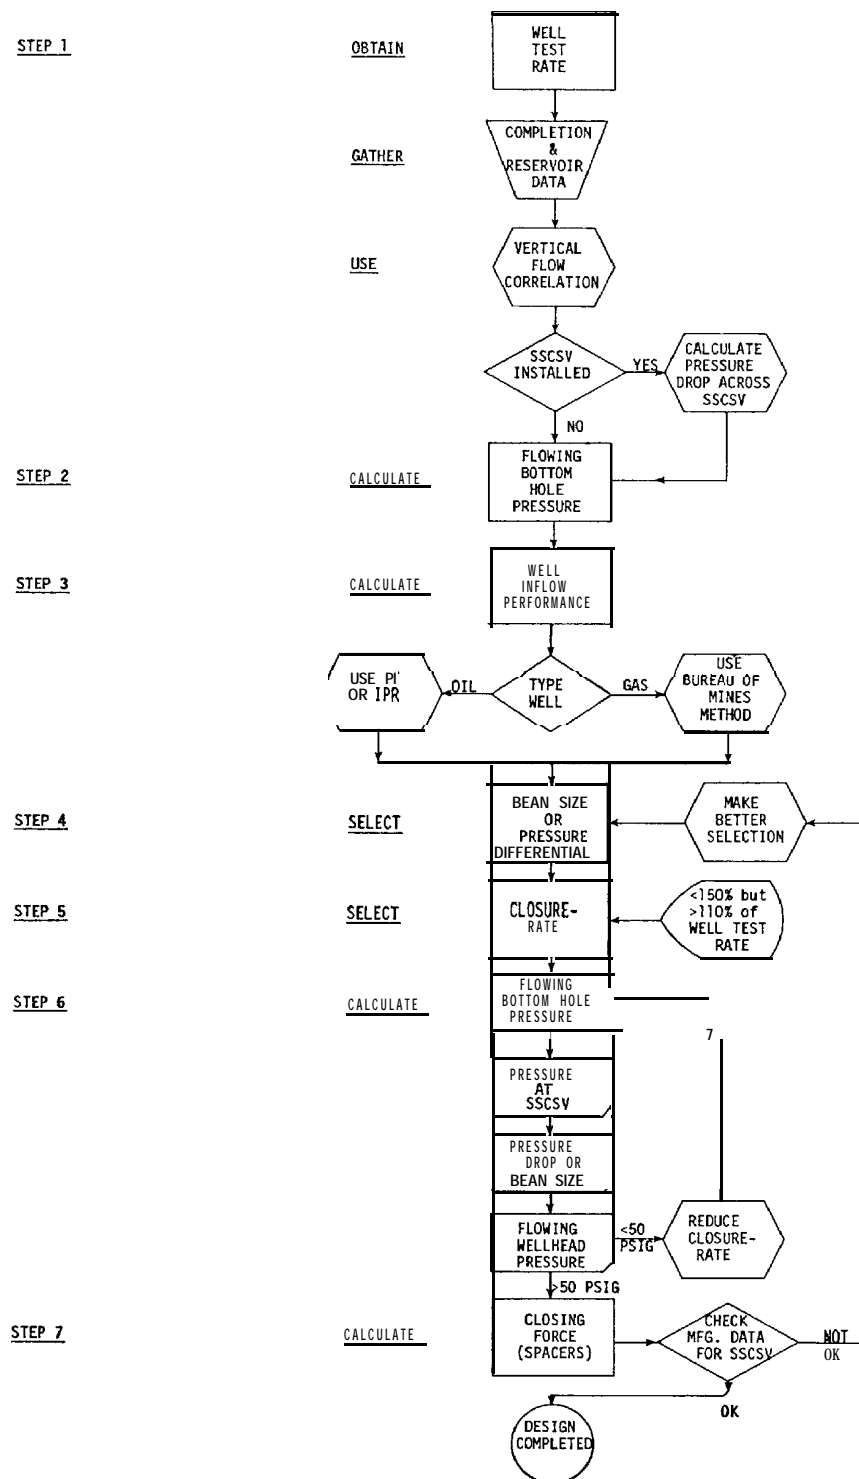 STEP 1
OBTAIN
WELL
TEST
RATE
GATHER
COMPLETION
&
RESERVOIR
DATA
USE
VERTICAL
FLOW
CORRELATION
SSCSV
INSTALLED
YES
CALCULATE
PRESSURE
DROP ACROSS
SSCSV
NO
STEP 2
CALCULATE
FLOWING
BOTTOM
HOLE
PRESSURE
STEP 3
CALCULATE
WELL
INFLOW
PERFORMANCE
USE PI
OR IPR
OIL
TYPE
WELL
GAS
USE
BUREAU OF
MINES
METHOD
STEP 4
SELECT
BEAN SIZE
OR
PRESSURE
DIFFERENTIAL
MAKE
BETTER
SELECTION
STEP 5
SELECT
CLOSURE-
RATE
<150% but
>110% of
WELL TEST
RATE
STEP 6
CALCULATE
FLOWING
BOTTOM HOLE
PRESSURE
7
PRESSURE
AT
SSCSV
PRESSURE
DROP OR
BEAN SIZE
FLOWING
WELLHEAD
PRESSURE
<50
PSIG
REDUCE
CLOSURE-
RATE
>50 PSIG
STEP 7
CALCULATE
CLOSING
FORCE
(SPACERS)
CHECK
MFG. DATA
FOR SSCSV
NOT
OK
OK
DESIGN
COMPLETED